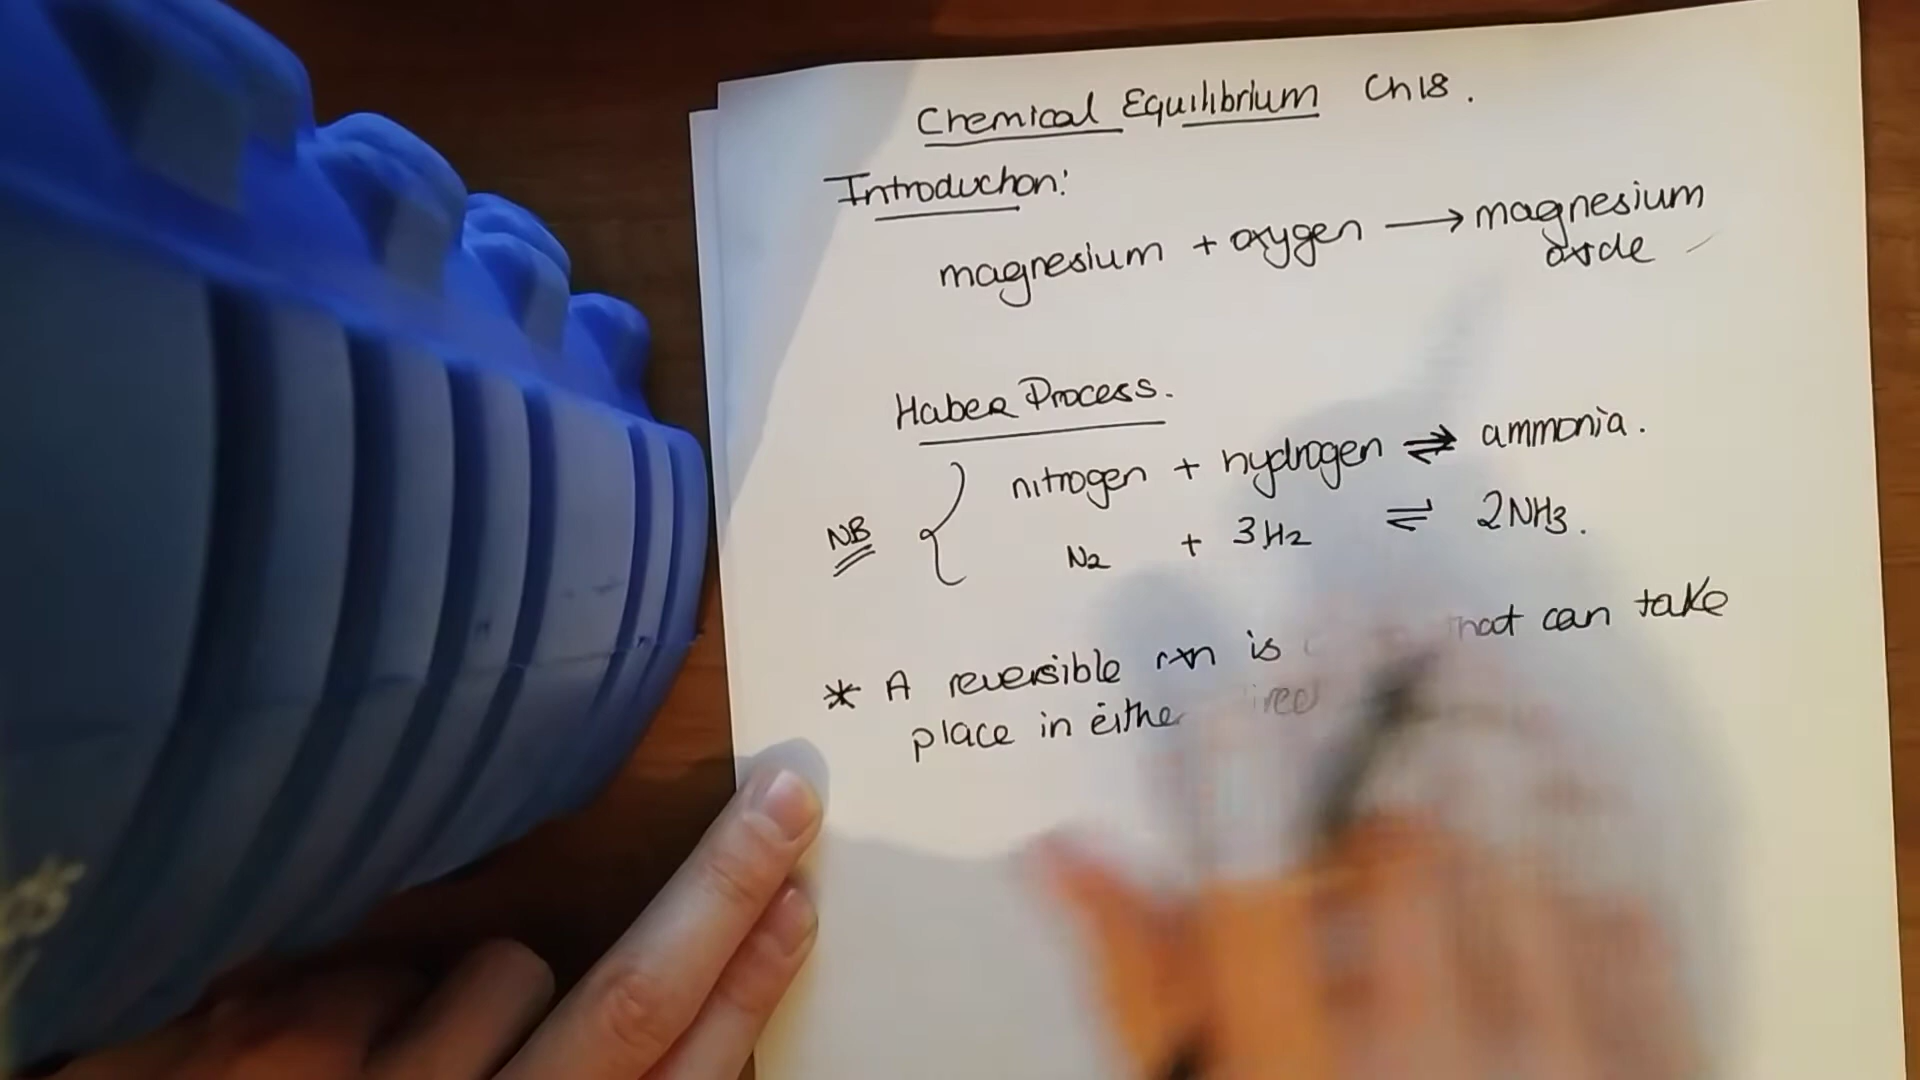 Chemical Equilibrium Ch18.
Introduction:
magnesium + oxygen → magnesium
oxide
Haber Process.
nitrogen + hydrogen ⇌ ammonia.
NB
N2 + 3H2 ⇌ 2NH3.
* A reversible rxn is that can take
place in either